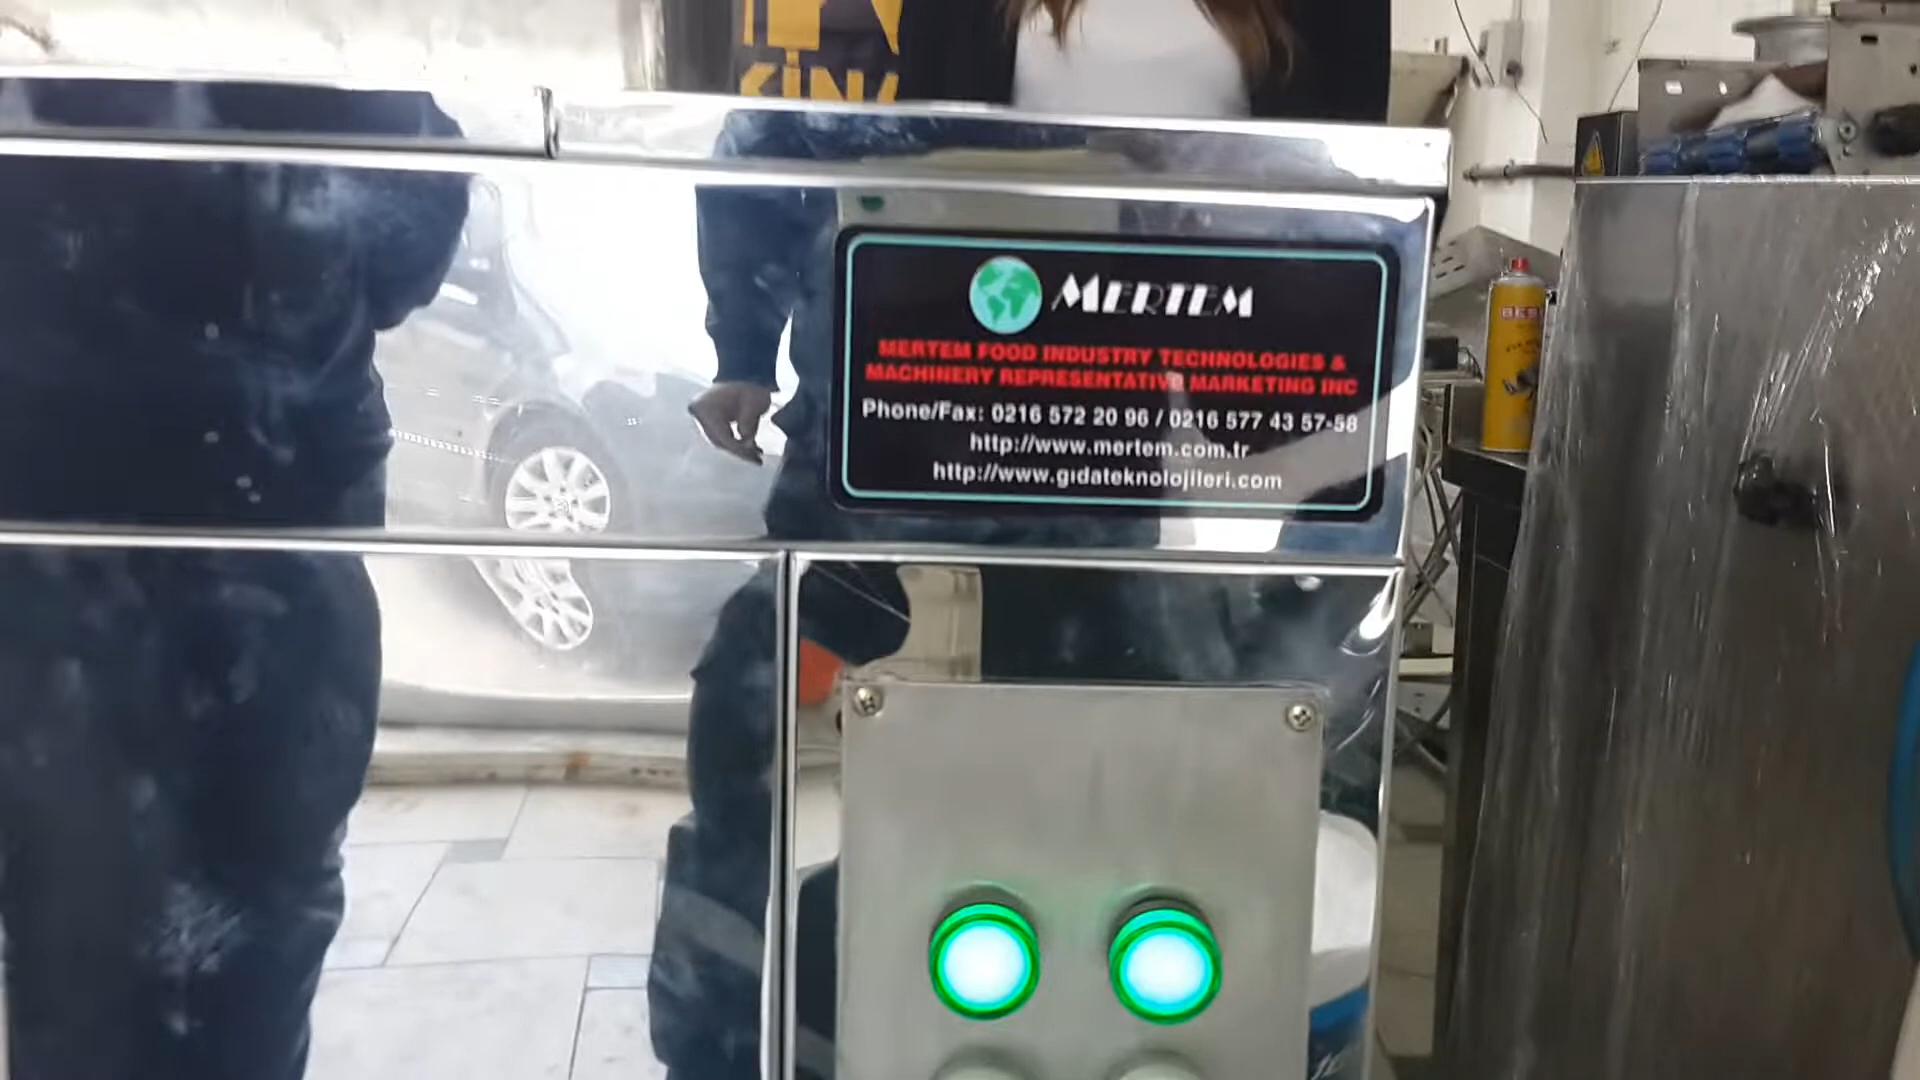 MERTEM
MERTEM FOOD INDUSTRY TECHNOLOGIES &
MACHINERY REPRESENTATIVE MARKETING INC
Phone/Fax: 0216 572 20 96 / 0216 577 43 57-58
http://www.mertem.com.tr
http://www.gıdateknolojileri.com